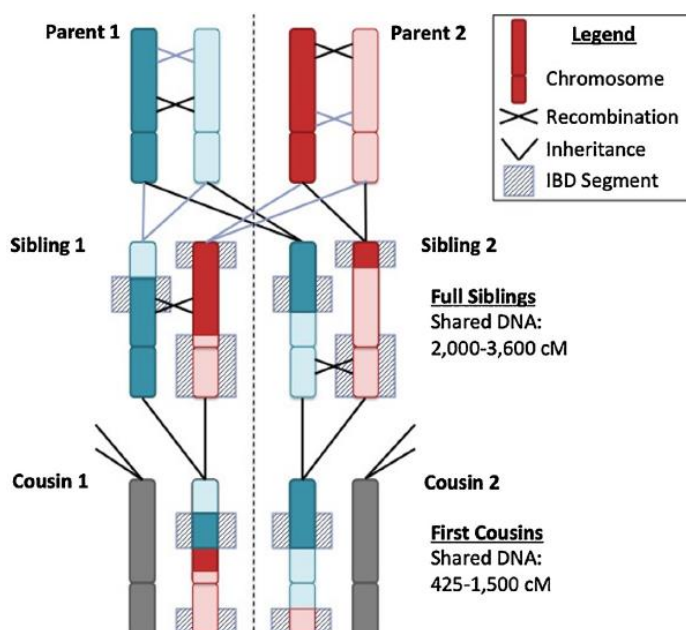 Parent 1
Parent 2
Legend
Chromosome
Recombination
Inheritance
IBD Segment
Sibling 1
Sibling 2
Full Siblings
Shared DNA:
2,000-3,600 cM
Cousin 1
Cousin 2
First Cousins
Shared DNA:
425-1,500 cM